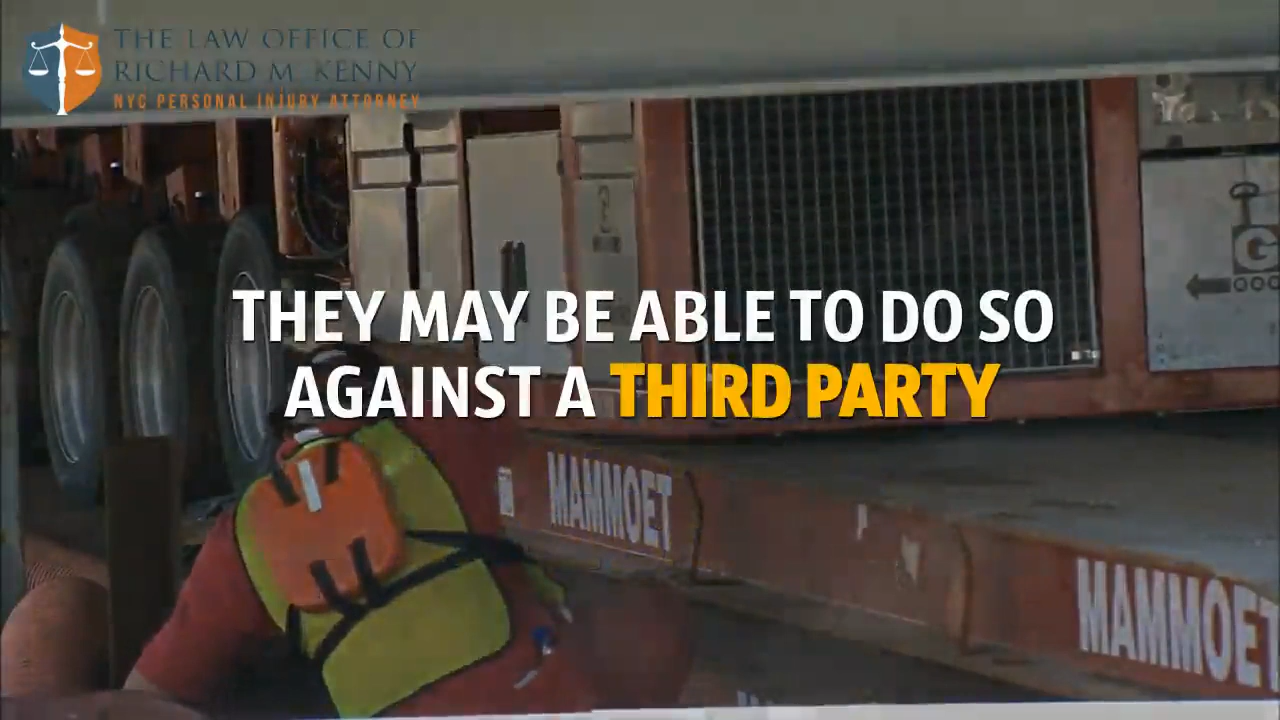 THE LAW OFFICE OF
RICHARD M. KENNY
NYC PERSONAL INJURY ATTORNEY
G
THEY MAY BE ABLE TO DO SO
AGAINST A THIRD PARTY
MAMMOET
MAMMOET